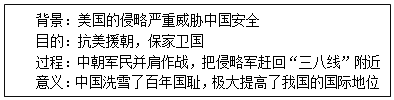 背景：美国的侵略严重威胁中国安全
目的：抗美援朝，保家卫国
过程：中朝军民并肩作战，把侵略军赶回“三八线”附近
意义：中国洗雪了百年国耻，极大提高了我国的国际地位